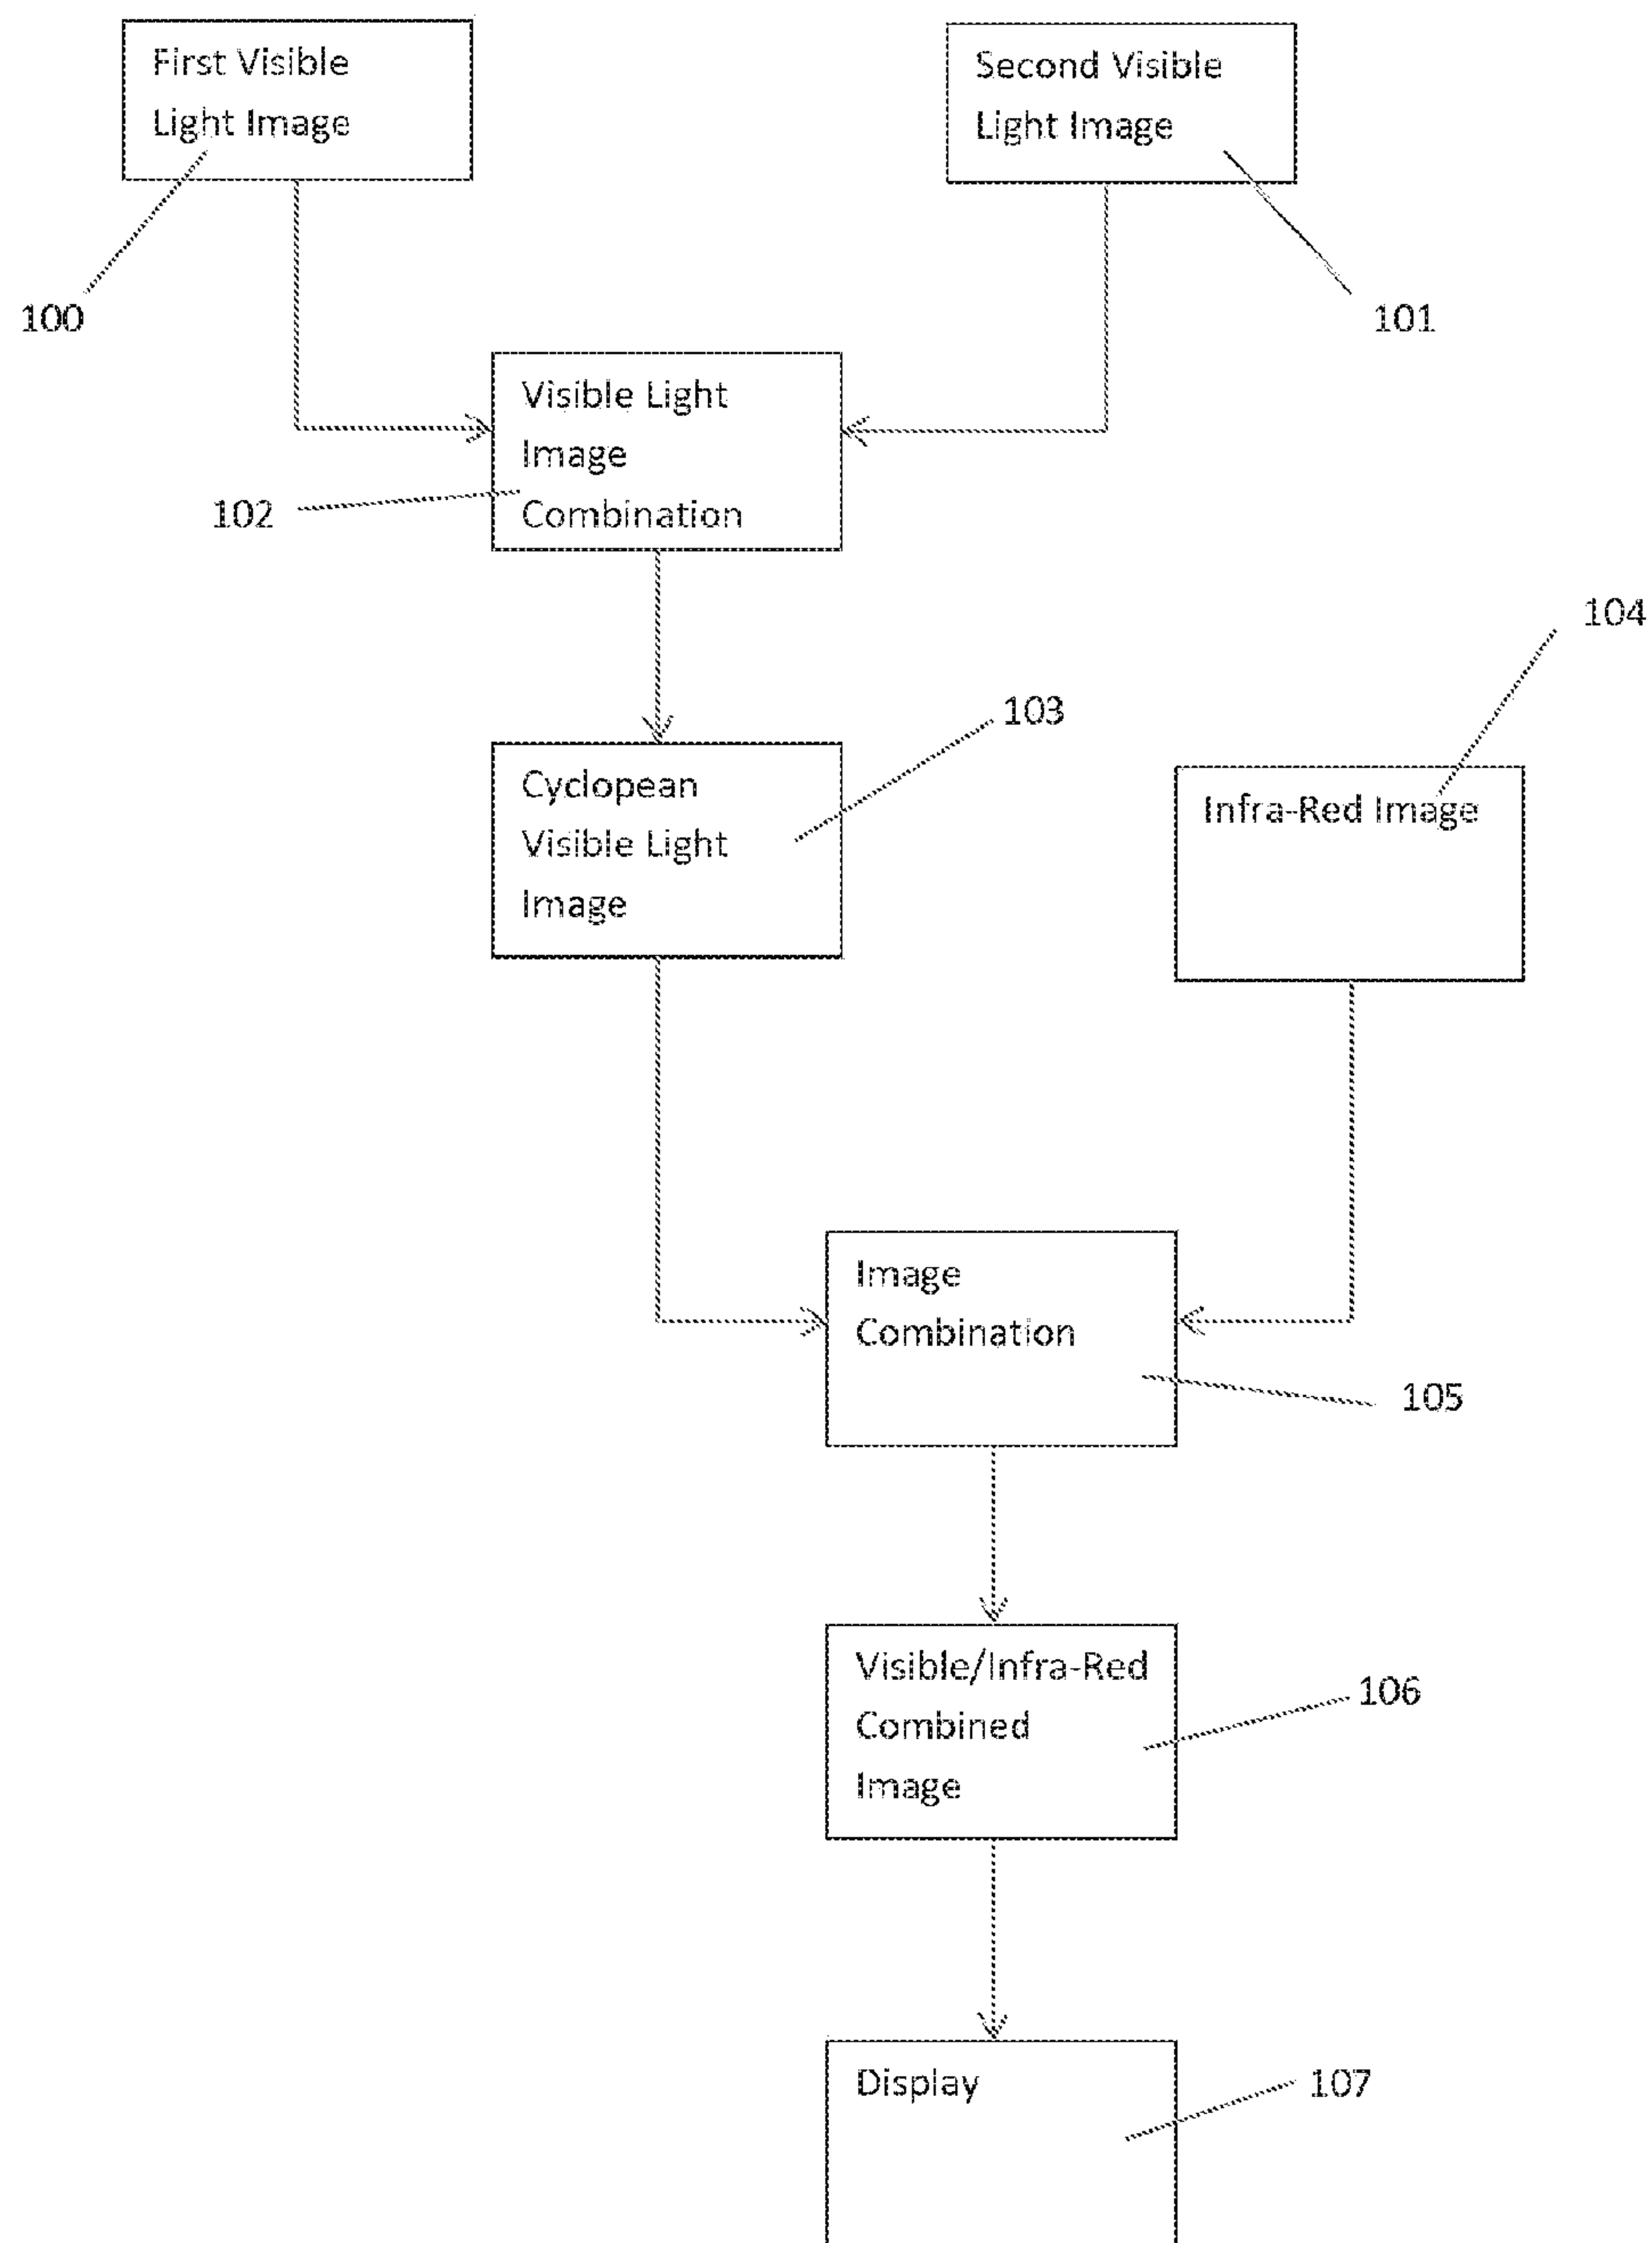 First Visible
Light Image
Second Visible
Light Image
100
101
Visible Light
Image
Combination
102
104
103
Cyclopean
Visible Light
Image
Infra-Red Image
Image
Combination
105
Visible/Infra-Red
Combined
Image
106
Display
107